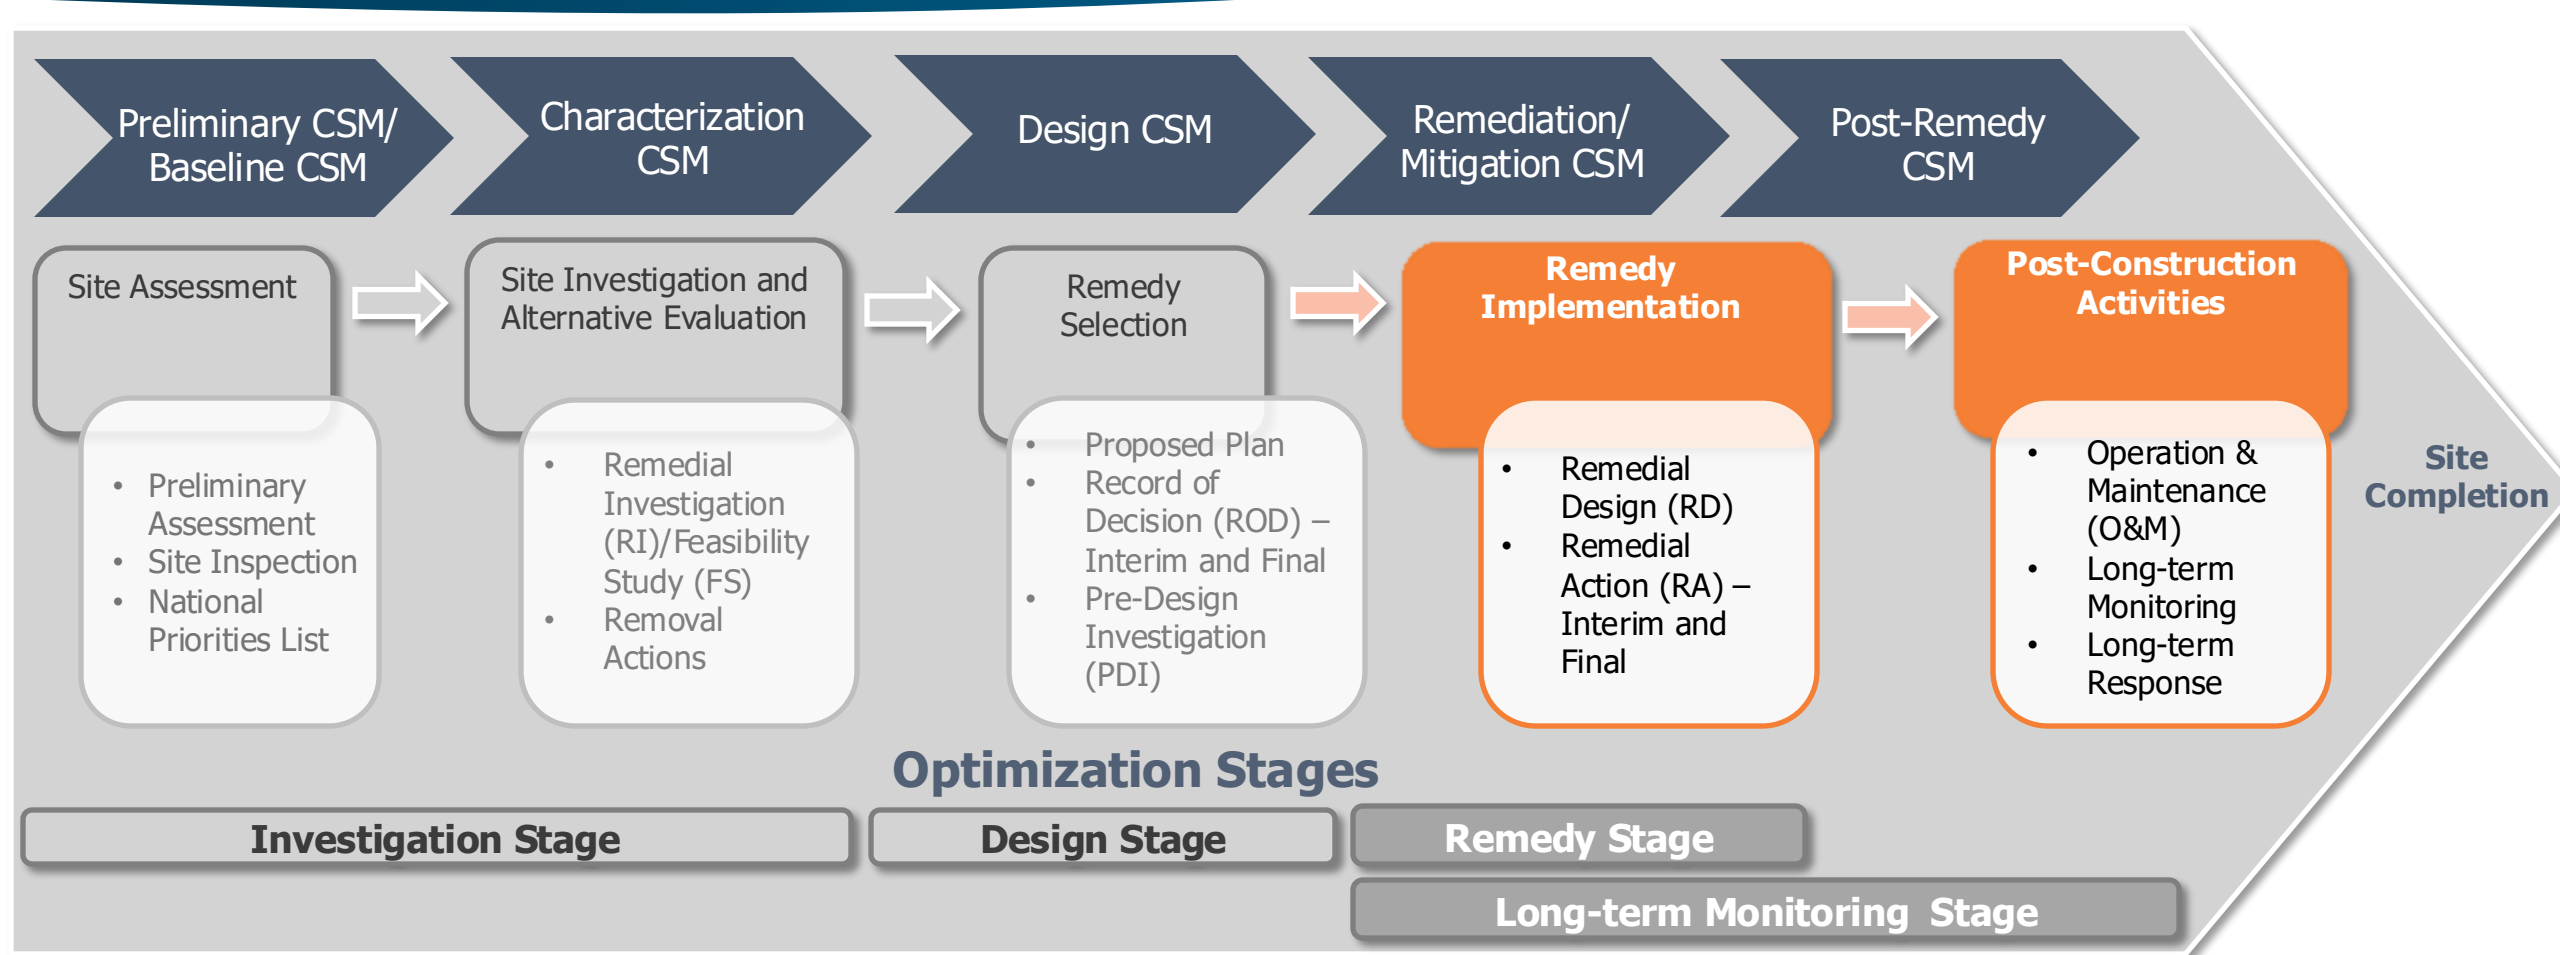 Preliminary CSM/
Baseline CSM
Characterization
CSM
Design CSM
Remediation/
Mitigation CSM
Post-Remedy
CSM
Site Assessment
Site Investigation and
Alternative Evaluation
Remedy
Selection
Remedy
Implementation
Post-Construction
Activities
• Preliminary
Assessment
• Site Inspection
• National
Priorities List
• Remedial
Investigation
(RI)/Feasibility
Study (FS)
• Removal
Actions
• Proposed Plan
• Record of
Decision (ROD) –
Interim and Final
• Pre-Design
Investigation
(PDI)
• Remedial
Design (RD)
• Remedial
Action (RA) –
Interim and
Final
• Operation &
Maintenance
(O&M)
• Long-term
Monitoring
• Long-term
Response
Site
Completion
Optimization Stages
Investigation Stage
Design Stage
Remedy Stage
Long-term Monitoring Stage